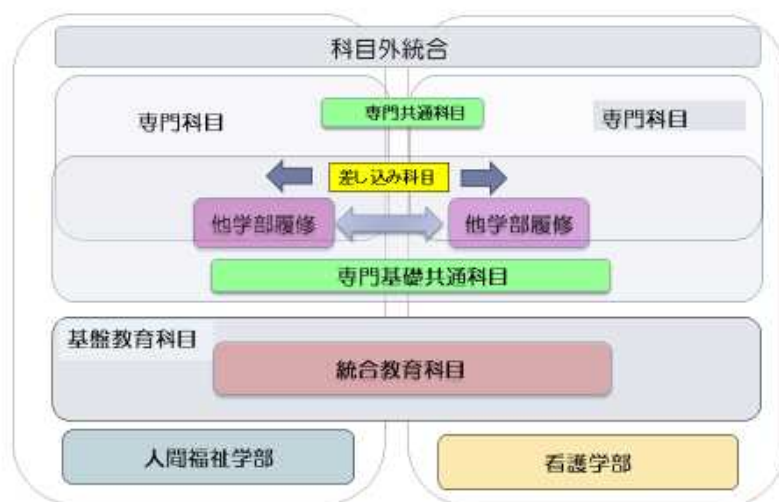 科目外統合
専門科目
専門共通科目
専門科目
差し込み科目
他学部履修
他学部履修
専門基礎共通科目
基盤教育科目
統合教育科目
人間福祉学部
看護学部